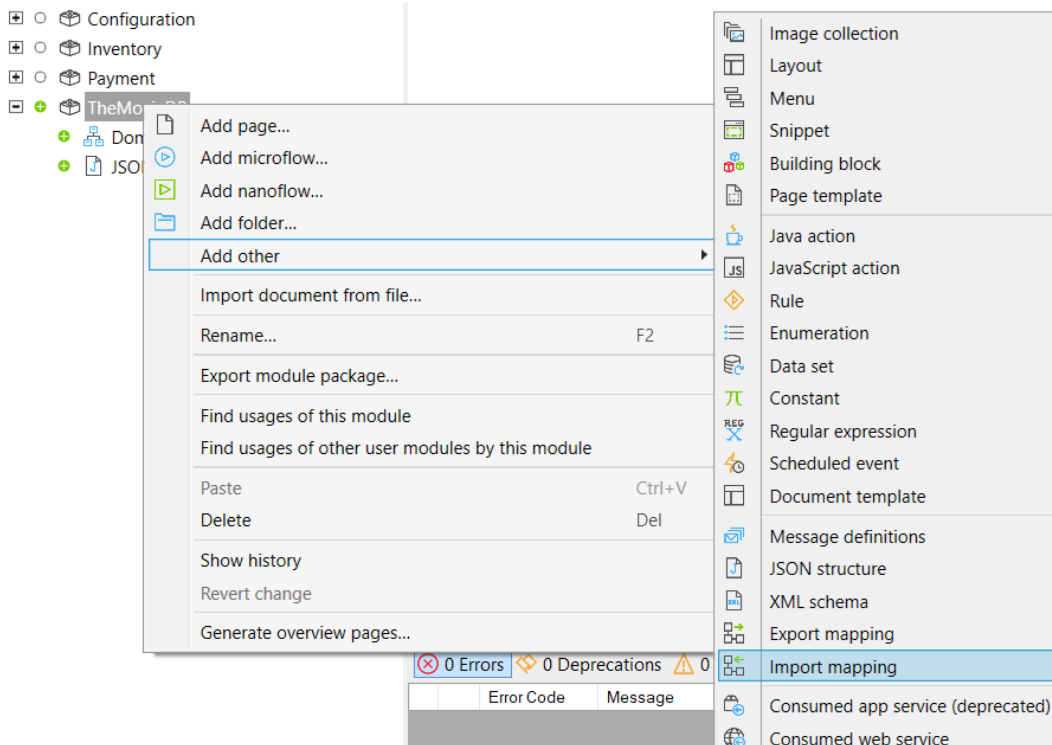 Configuration
Inventory
Payment
Add page...
Add microflow...
Add nanoflow...
Add folder...
Add other
Import document from file...
Rename... F2
Export module package...
Find usages of this module
Find usages of other user modules by this module
Paste Ctrl+V
Delete Del
Show history
Revert change
Generate overview pages...
Image collection
Layout
Menu
Snippet
Building block
Page template
Java action
JS JavaScript action
Rule
Enumeration
Data set
Constant
REG Regular expression
Scheduled event
Document template
Message definitions
JSON structure
XML schema
Export mapping
Import mapping
Consumed app service (deprecated)
Consumed web service
0 Errors 0 Deprecations 0
Error Code Message